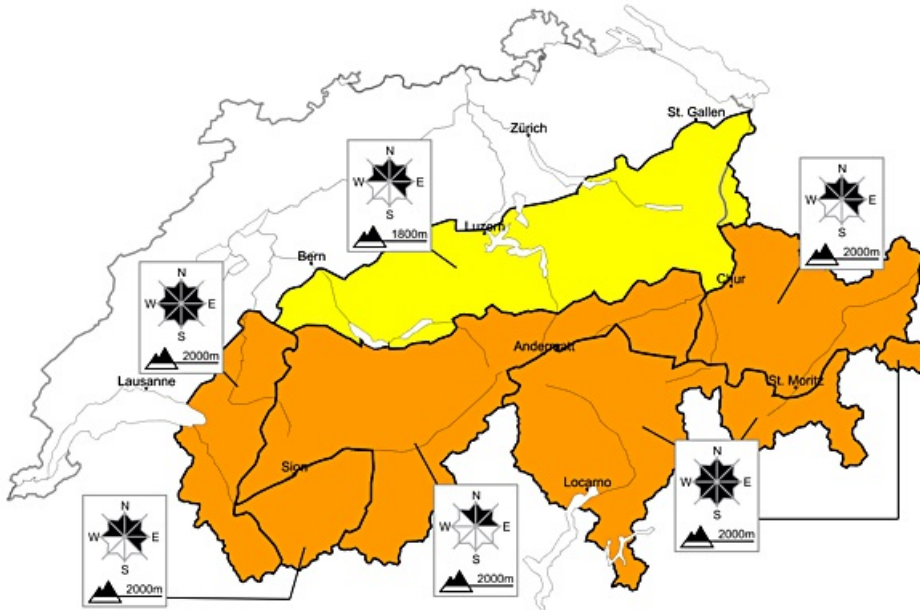 St. Gallen
Zürich
N
W E
S
1800m
N
W E
S
2000m
Luzern
Bern
N
W E
S
2000m
Chur
Andermatt
Lausanne
St. Moritz
Sion
Locarno
N
W E
S
2000m
N
W E
S
2000m
N
W E
S
2000m